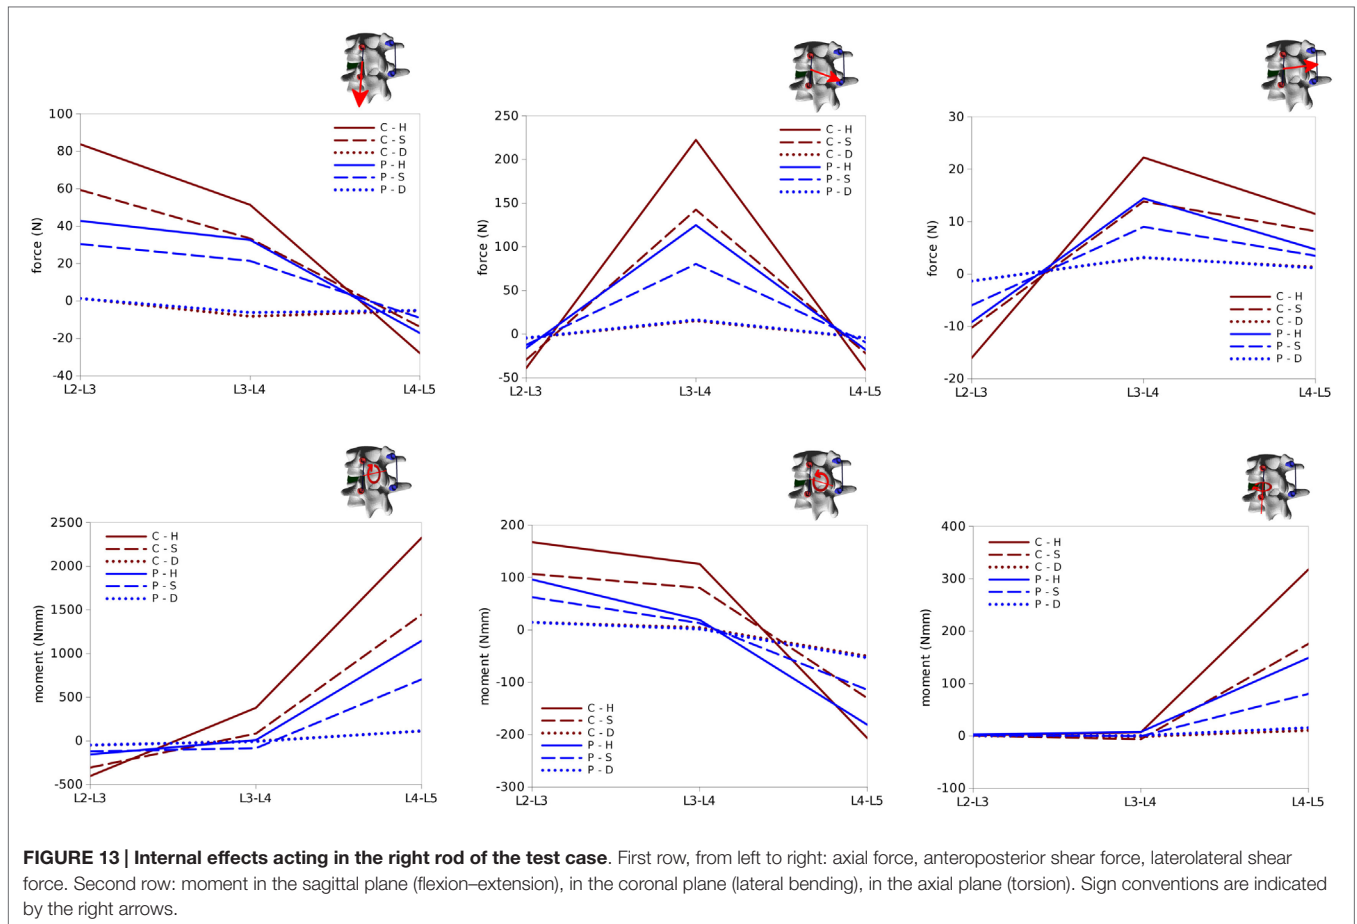 100
80
60
40
20
0
-20
-40
force (N)
C - H
C - S
C - D
P - H
P - S
P - D
L2-L3
L3-L4
L4-L5
250
200
150
100
50
0
-50
force (N)
C - H
C - S
C - D
P - H
P - S
P - D
L2-L3
L3-L4
L4-L5
30
20
10
0
-10
-20
force (N)
C - H
C - S
C - D
P - H
P - S
P - D
L2-L3
L3-L4
L4-L5
2500
2000
1500
1000
500
0
-500
moment (Nmm)
C - H
C - S
C - D
P - H
P - S
P - D
L2-L3
L3-L4
L4-L5
200
100
0
-100
-200
-300
moment (Nmm)
C - H
C - S
C - D
P - H
P - S
P - D
L2-L3
L3-L4
L4-L5
400
300
200
100
0
-100
moment (Nmm)
C - H
C - S
C - D
P - H
P - S
P - D
L2-L3
L3-L4
L4-L5
FIGURE 13 | Internal effects acting in the right rod of the test case. First row, from left to right: axial force, anteroposterior shear force, laterolateral shear
force. Second row: moment in the sagittal plane (flexion–extension), in the coronal plane (lateral bending), in the axial plane (torsion). Sign conventions are indicated
by the right arrows.